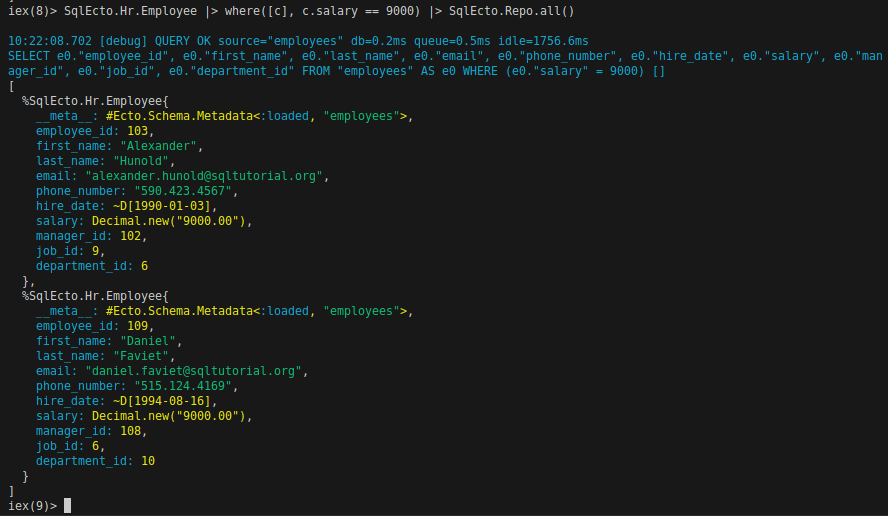 iex(8)> SqlEcto.Hr.Employee |> where([c], c.salary == 9000) |> SqlEcto.Repo.all()
10:22:08.702 [debug] QUERY OK source="employees" db=0.2ms queue=0.5ms idle=1756.6ms
SELECT e0."employee_id", e0."first_name", e0."last_name", e0."email", e0."phone_number", e0."hire_date", e0."salary", e0."man
ager_id", e0."job_id", e0."department_id" FROM "employees" AS e0 WHERE (e0."salary" = 9000) []
[
  %SqlEcto.Hr.Employee{
    __meta__: #Ecto.Schema.Metadata<:loaded, "employees">,
    employee_id: 103,
    first_name: "Alexander",
    last_name: "Hunold",
    email: "alexander.hunold@sqltutorial.org",
    phone_number: "590.423.4567",
    hire_date: ~D[1990-01-03],
    salary: Decimal.new("9000.00"),
    manager_id: 102,
    job_id: 9,
    department_id: 6
  },
  %SqlEcto.Hr.Employee{
    __meta__: #Ecto.Schema.Metadata<:loaded, "employees">,
    employee_id: 109,
    first_name: "Daniel",
    last_name: "Faviet",
    email: "daniel.faviet@sqltutorial.org",
    phone_number: "515.124.4169",
    hire_date: ~D[1994-08-16],
    salary: Decimal.new("9000.00"),
    manager_id: 108,
    job_id: 6,
    department_id: 10
  }
]
iex(9)>